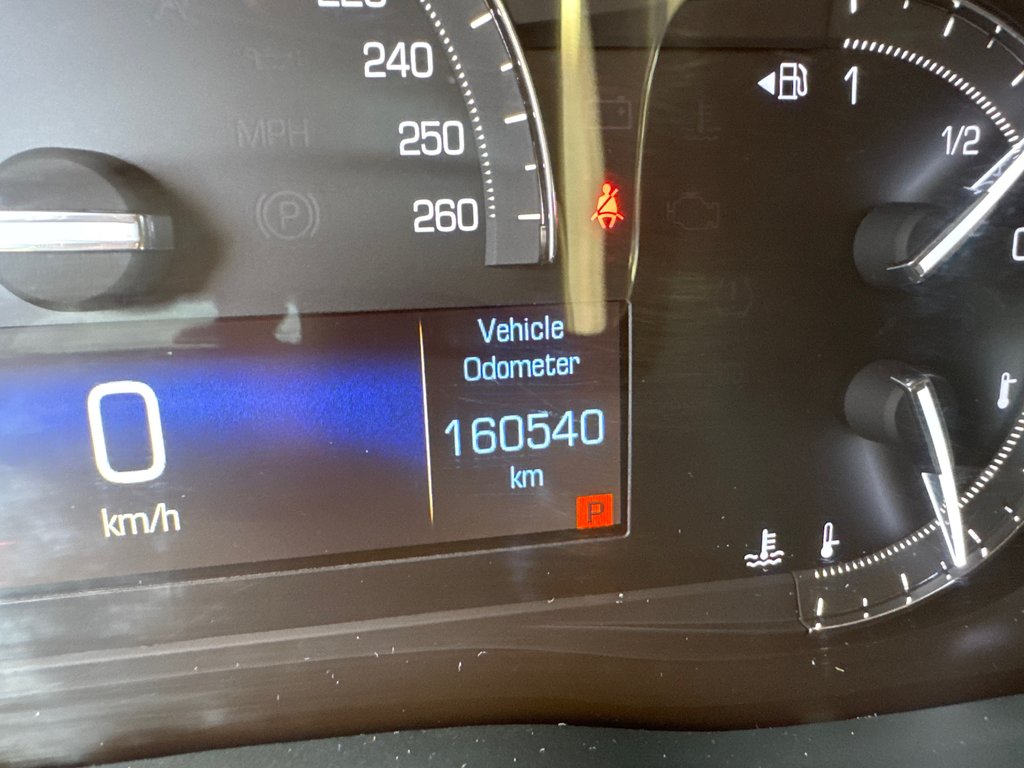 240
1
MPH
250
1/2
P
260
Vehicle
Odometer
0
160540
km
km/h
P